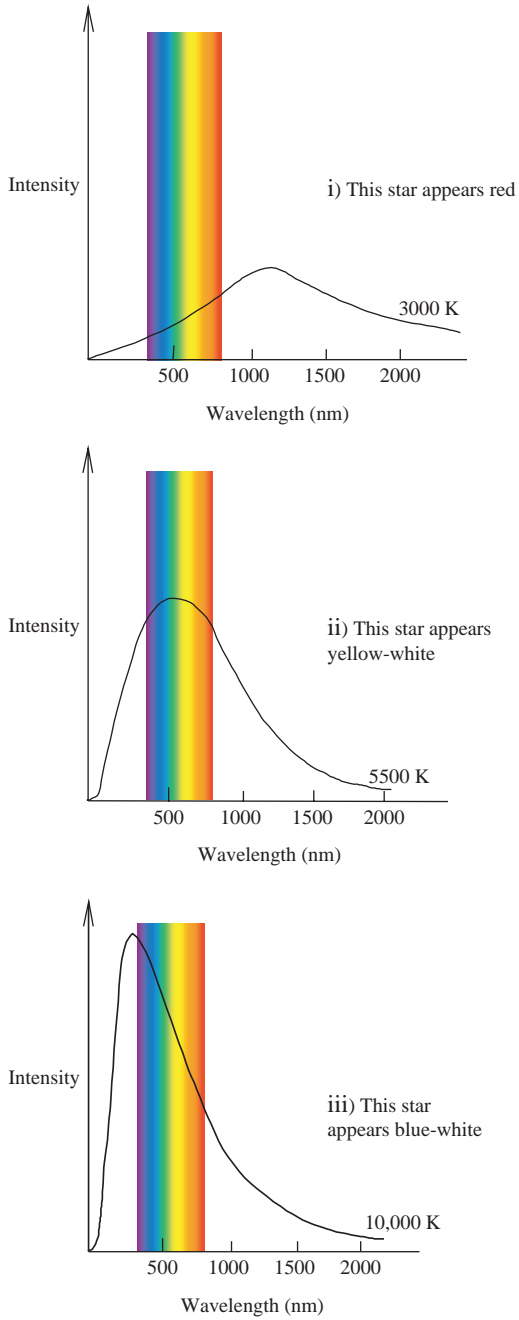 Intensity
i) This star appears red
3000 K
500 1000 1500 2000
Wavelength (nm)
Intensity
ii) This star appears
yellow-white
5500 K
500 1000 1500 2000
Wavelength (nm)
Intensity
iii) This star
appears blue-white
10,000 K
500 1000 1500 2000
Wavelength (nm)